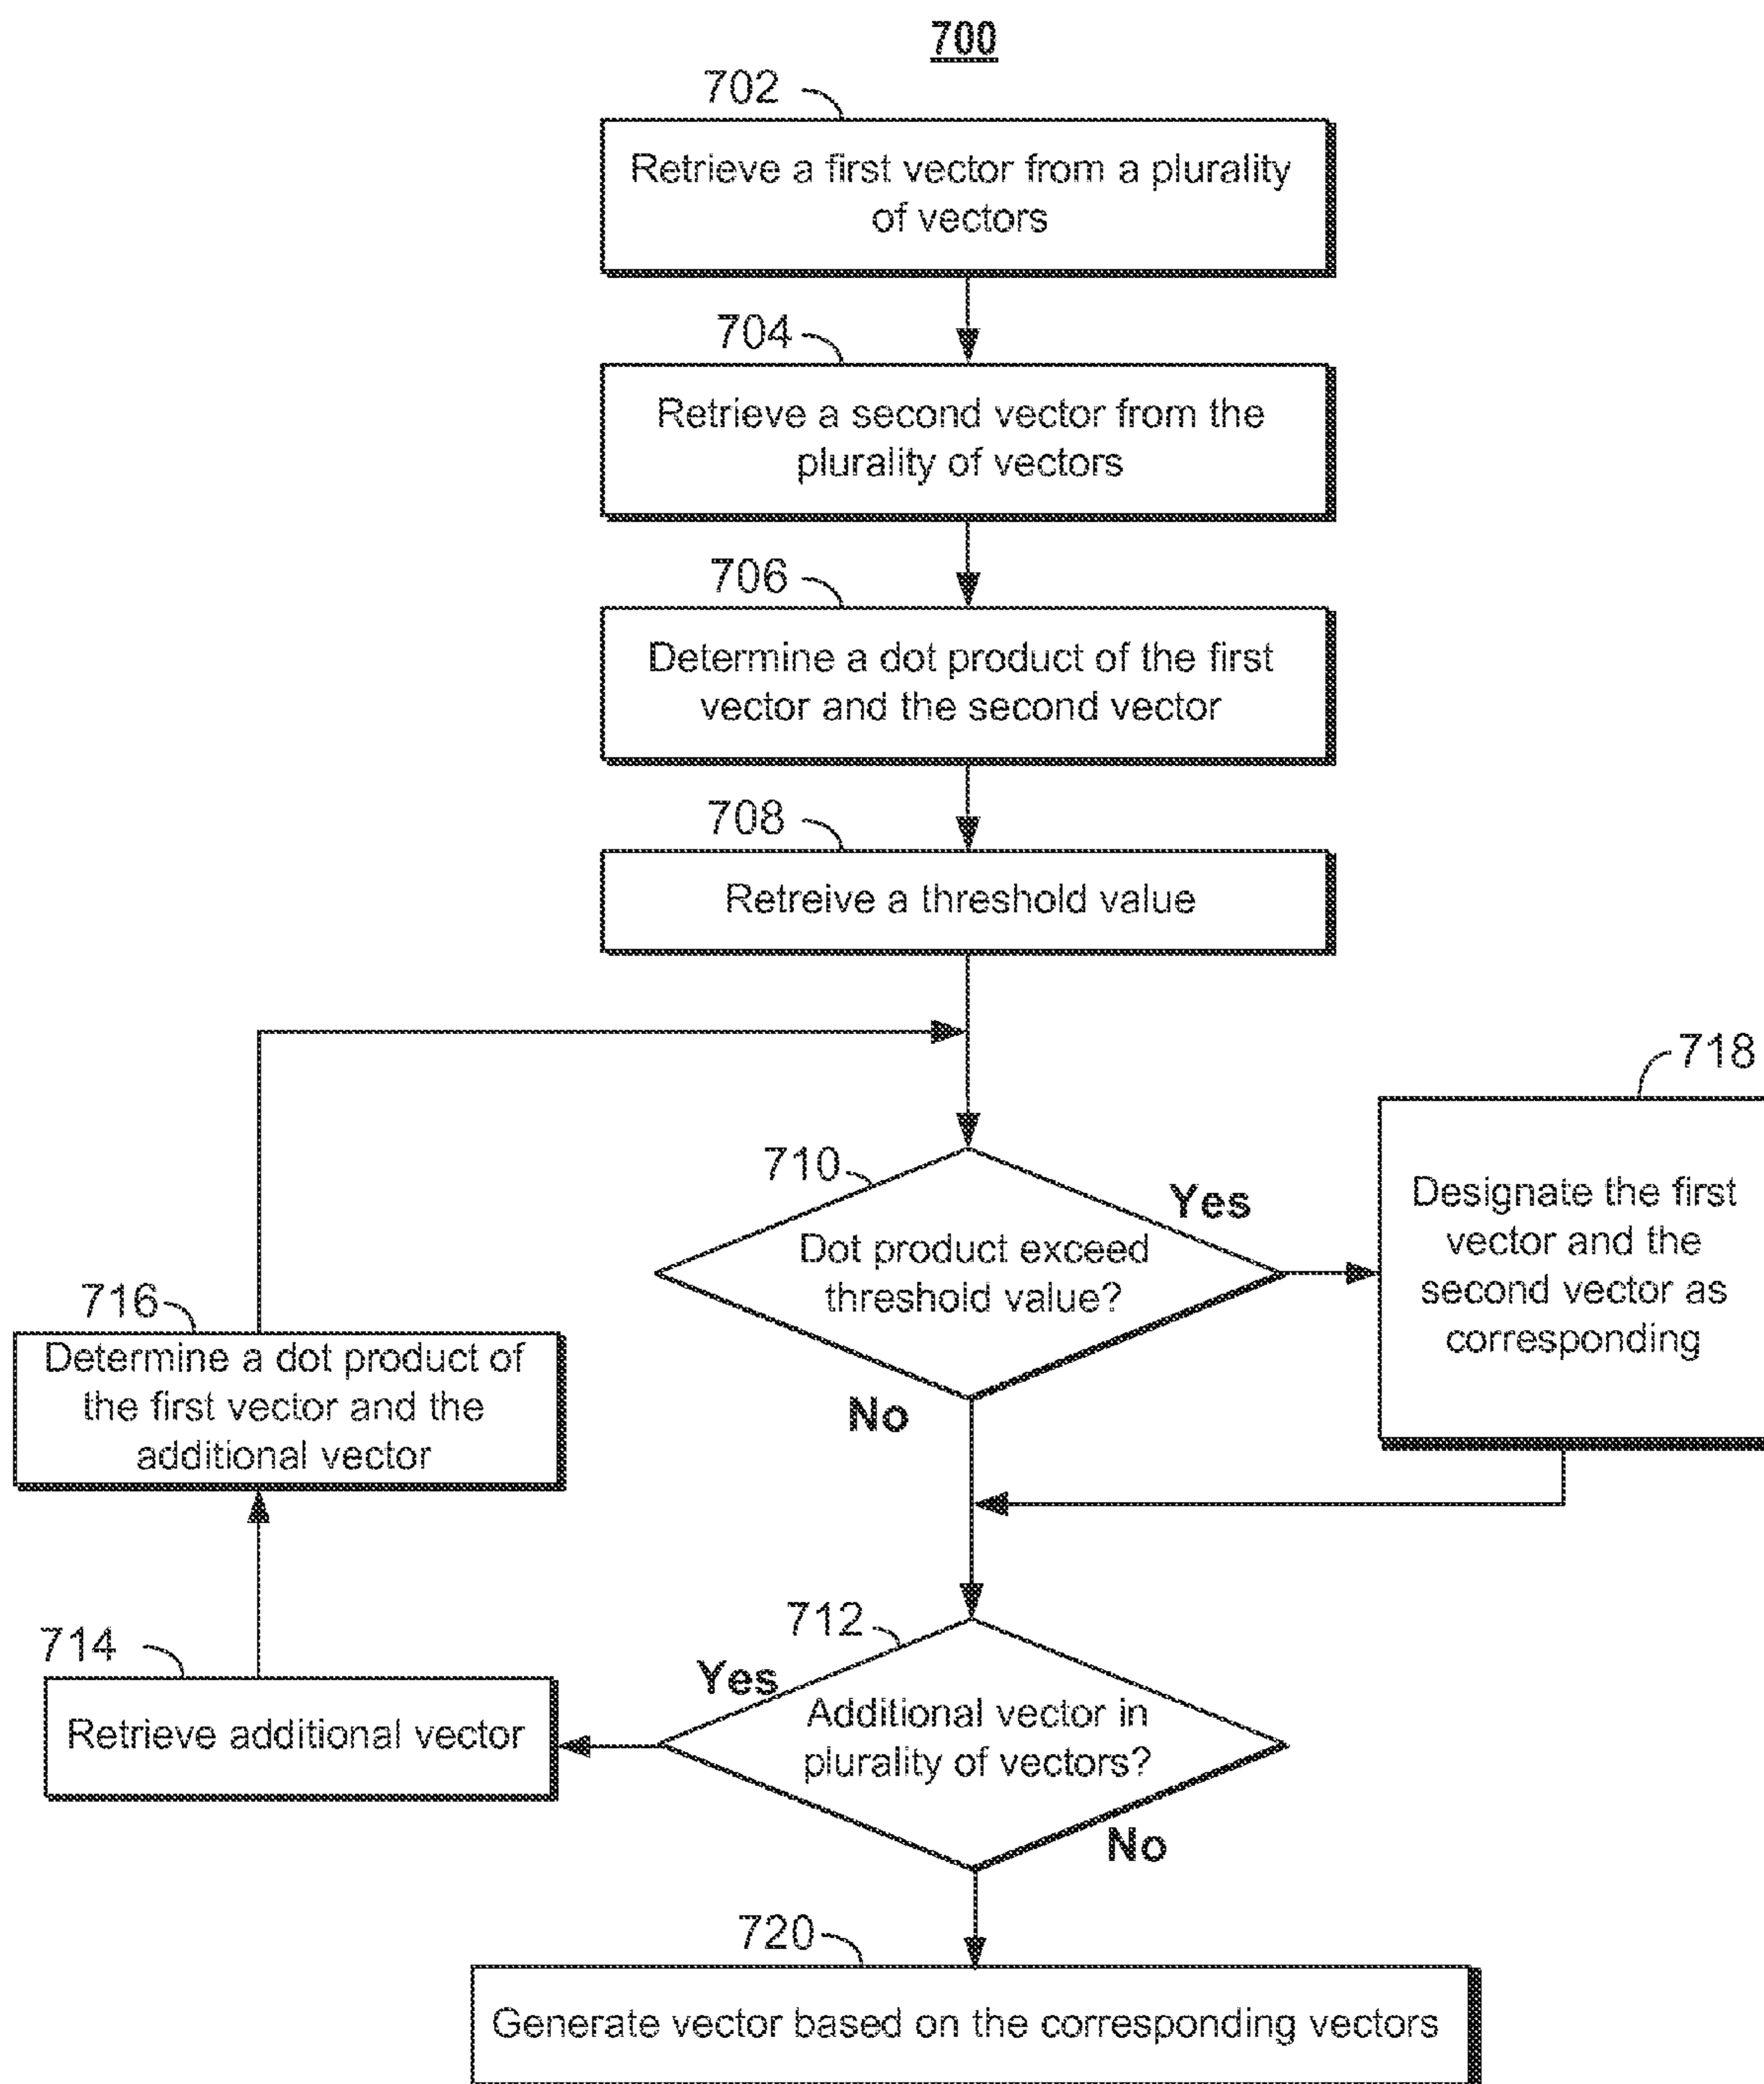 700
702
Retrieve a first vector from a plurality
of vectors
704
Retrieve a second vector from the
plurality of vectors
706
Determine a dot product of the first
vector and the second vector
708
Retreive a threshold value
718
710
Yes
Dot product exceed
threshold value?
No
Designate the first
vector and the
second vector as
corresponding
716
Determine a dot product of
the first vector and the
additional vector
712
Yes
Additional vector in
plurality of vectors?
No
714
Retrieve additional vector
720
Generate vector based on the corresponding vectors